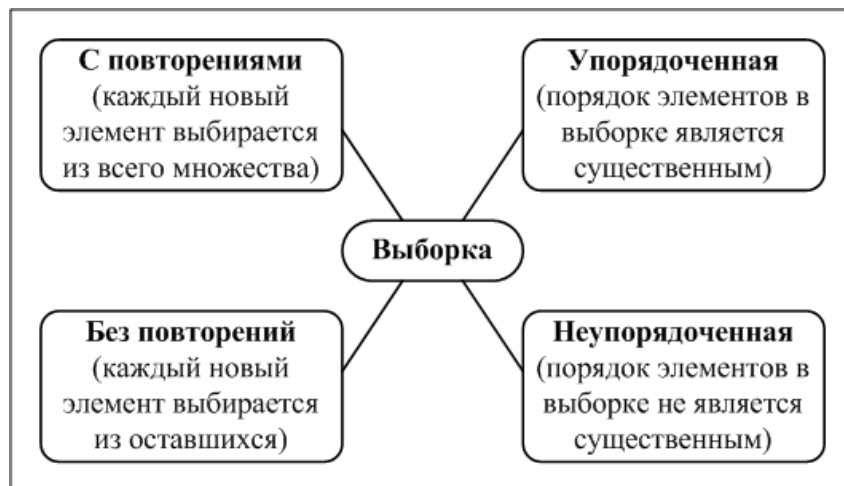 С повторениями
(каждый новый
элемент выбирается
из всего множества)
Упорядоченная
(порядок элементов в
выборке является
существенным)
Выборка
Без повторений
(каждый новый
элемент выбирается
из оставшихся)
Неупорядоченная
(порядок элементов в
выборке не является
существенным)